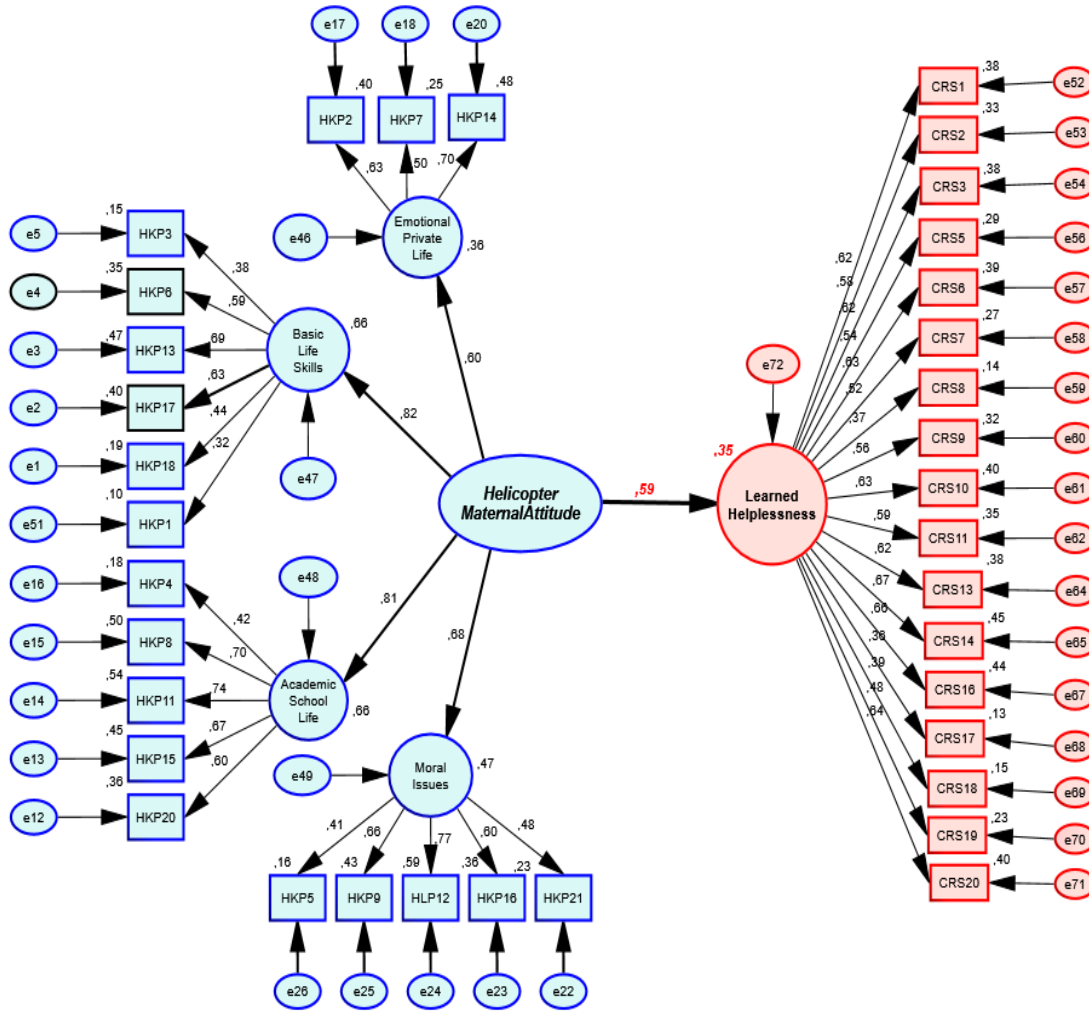 e17
e18
e20
,40
,25
,48
HKP2
HKP7
HKP14
,63
,50
,70
e46
Emotional
Private
Life
,36
e5
,15
HKP3
e4
,35
HKP6
e3
,47
HKP13
e2
,40
HKP17
e1
,19
HKP18
e51
,10
HKP1
,38
,59
,69
,63
,44
,32
Basic
Life
Skills
,66
e47
,60
,82
Helicopter
MaternalAttitude
,81
,68
,59
e16
,18
HKP4
e15
,50
HKP8
e14
,54
HKP11
e13
,45
HKP15
e12
,36
HKP20
,42
,70
,74
,67
,60
e48
Academic
School
Life
,66
e49
Moral
Issues
,47
,41
,66
,77
,60
,48
,16
,43
,59
,36
,23
HKP5
HKP9
HLP12
HKP16
HKP21
e26
e25
e24
e23
e22
e72
,35
Learned
Helplessness
,62
,58
,62
,54
,63
,52
,37
,56
,63
,59
,62
,67
,66
,36
,39
,48
,64
CRS1
,38
e52
CRS2
,33
e53
CRS3
,38
e54
CRS5
,29
e56
CRS6
,39
e57
CRS7
,27
e58
CRS8
,14
e59
CRS9
,32
e60
CRS10
,40
e61
CRS11
,35
e62
CRS13
,38
e64
CRS14
,45
e65
CRS16
,44
e67
CRS17
,13
e68
CRS18
,15
e69
CRS19
,23
e70
CRS20
,40
e71